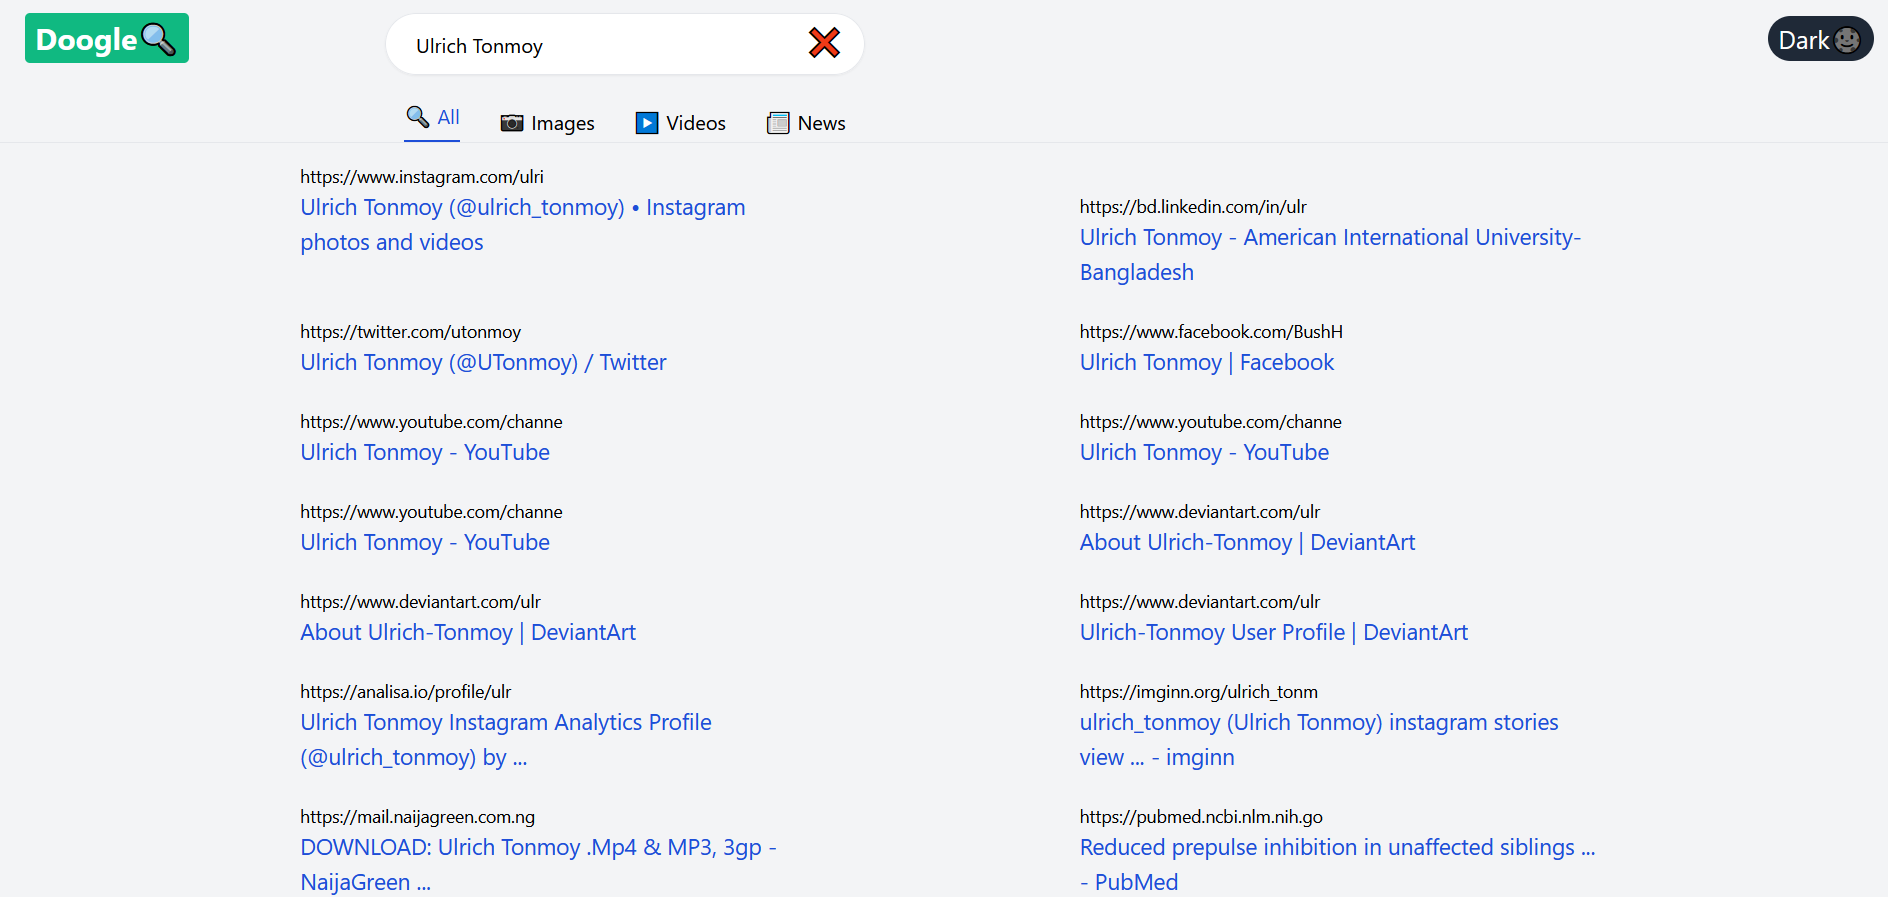 Doogle
Ulrich Tonmoy
Dark
All
Images
Videos
News
https://www.instagram.com/ulri
Ulrich Tonmoy (@ulrich_tonmoy) • Instagram
photos and videos
https://bd.linkedin.com/in/ulr
Ulrich Tonmoy - American International University-
Bangladesh
https://twitter.com/utonmoy
Ulrich Tonmoy (@UTonmoy) / Twitter
https://www.facebook.com/BushH
Ulrich Tonmoy | Facebook
https://www.youtube.com/channe
Ulrich Tonmoy - YouTube
https://www.youtube.com/channe
Ulrich Tonmoy - YouTube
https://www.youtube.com/channe
Ulrich Tonmoy - YouTube
https://www.deviantart.com/ulr
About Ulrich-Tonmoy | DeviantArt
https://www.deviantart.com/ulr
About Ulrich-Tonmoy | DeviantArt
https://www.deviantart.com/ulr
Ulrich-Tonmoy User Profile | DeviantArt
https://analisa.io/profile/ulr
Ulrich Tonmoy Instagram Analytics Profile
(@ulrich_tonmoy) by ...
https://imginn.org/ulrich_tonm
ulrich_tonmoy (Ulrich Tonmoy) instagram stories
view ... - imginn
https://mail.naijagreen.com.ng
DOWNLOAD: Ulrich Tonmoy .Mp4 & MP3, 3gp -
NaijaGreen ...
https://pubmed.ncbi.nlm.nih.go
Reduced prepulse inhibition in unaffected siblings ...
- PubMed